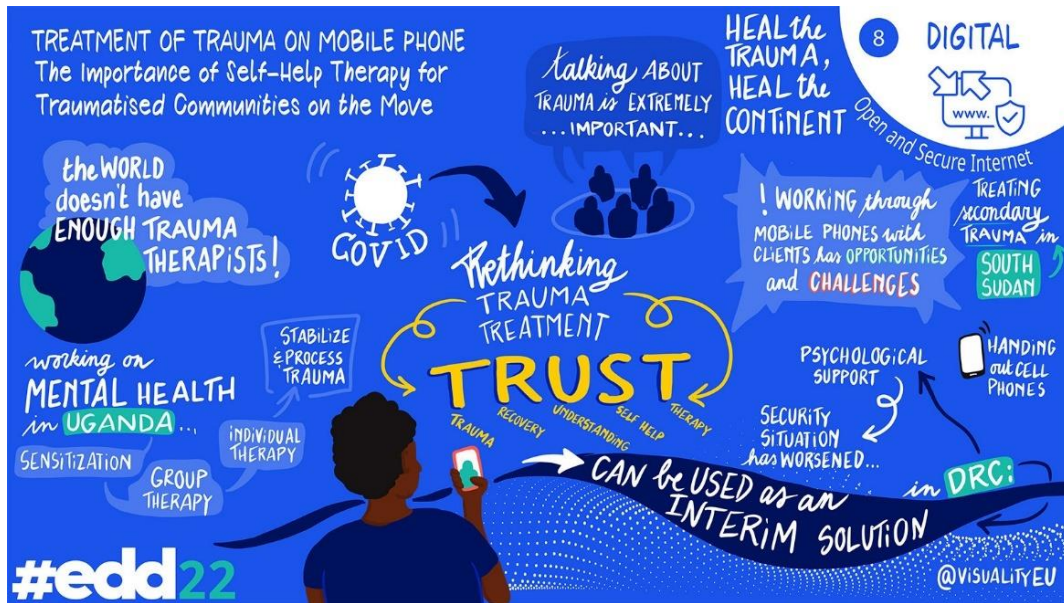 TREATMENT OF TRAUMA ON MOBILE PHONE
The Importance of Self-Help Therapy for
Traumatised Communities on the Move
talking ABOUT
TRAUMA is EXTREMELY
...IMPORTANT...
HEAL the
TRAUMA,
HEAL the
CONTINENT
8
DIGITAL
www.
Open and Secure Internet
the WORLD
doesn't have
ENOUGH TRAUMA
THERAPISTS!
COVID
! WORKING through
MOBILE PHONES with
CLIENTS has OPPORTUNITIES
and CHALLENGES
TREATING
secondary
TRAUMA in
SOUTH
SUDAN
Rethinking
TRAUMA
TREATMENT
TRUST
TRAUMA
RECOVERY
UNDERSTANDING
SELF HELP
THERAPY
working on
MENTAL HEALTH
in UGANDA...
SENSITIZATION
GROUP
THERAPY
INDIVIDUAL
THERAPY
STABILIZE
& PROCESS
TRAUMA
CAN be USED as an
INTERIM SOLUTION
in DRC:
HANDING
out CELL
PHONES
PSYCHOLOGICAL
SUPPORT
SECURITY
SITUATION
has WORSENED...
#edd22
@VISUALITYEU